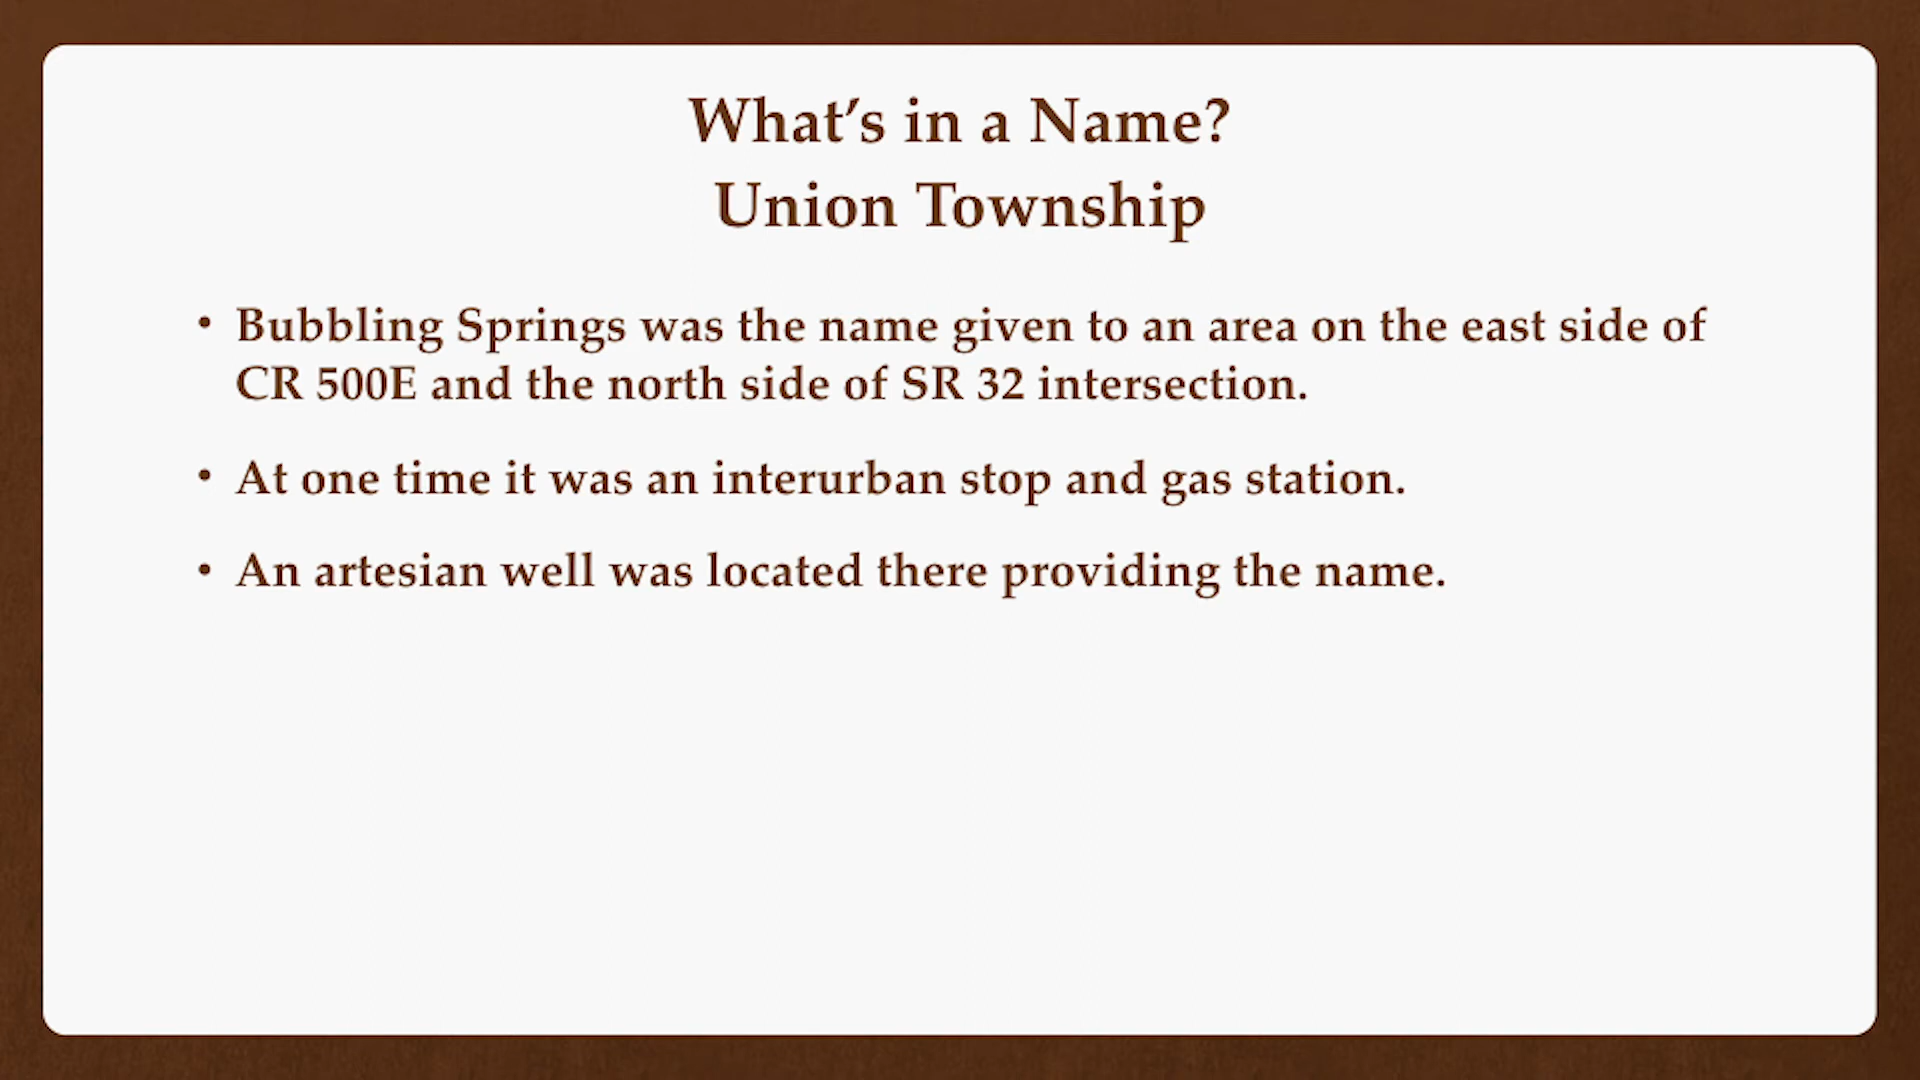 What’s in a Name?
Union Township
• Bubbling Springs was the name given to an area on the east side of
CR 500E and the north side of SR 32 intersection.
• At one time it was an interurban stop and gas station.
• An artesian well was located there providing the name.